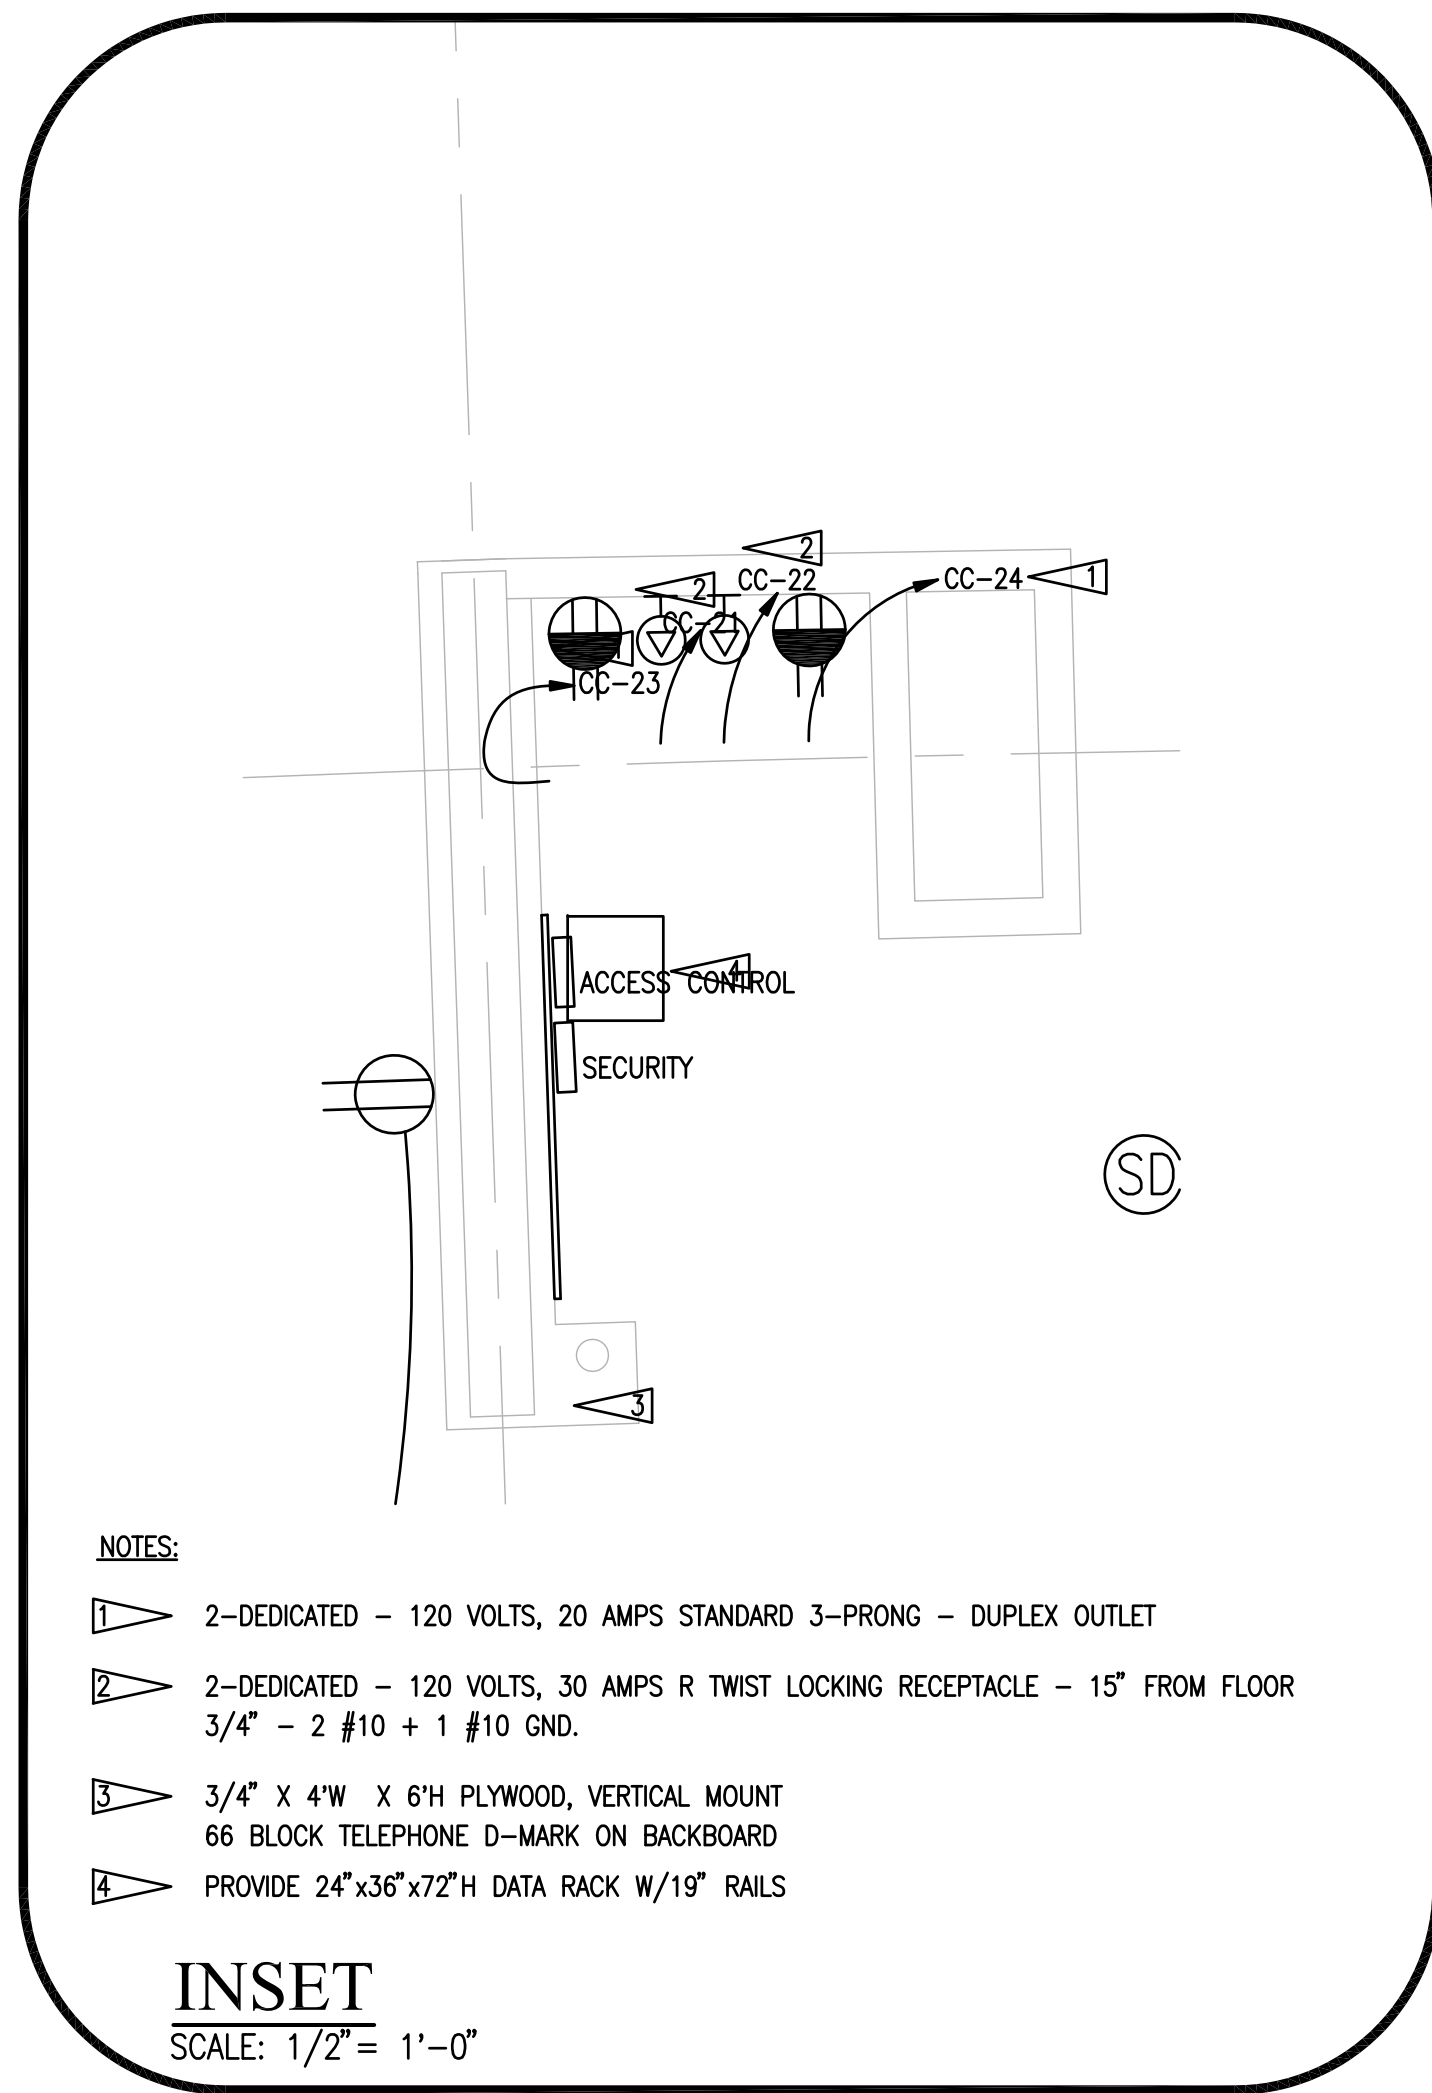 2
CC-22
CC-24
1
2
CC-21
1
CC-23
4
ACCESS CONTROL
SECURITY
SD
3
NOTES:
1 2-DEDICATED - 120 VOLTS, 20 AMPS STANDARD 3-PRONG - DUPLEX OUTLET
2 2-DEDICATED - 120 VOLTS, 30 AMPS R TWIST LOCKING RECEPTACLE - 15" FROM FLOOR
3/4" - 2 #10 + 1 #10 GND.
3 3/4" X 4'W X 6'H PLYWOOD, VERTICAL MOUNT
66 BLOCK TELEPHONE D-MARK ON BACKBOARD
4 PROVIDE 24"x36"x72"H DATA RACK W/19" RAILS
INSET
SCALE: 1/2"= 1'-0"